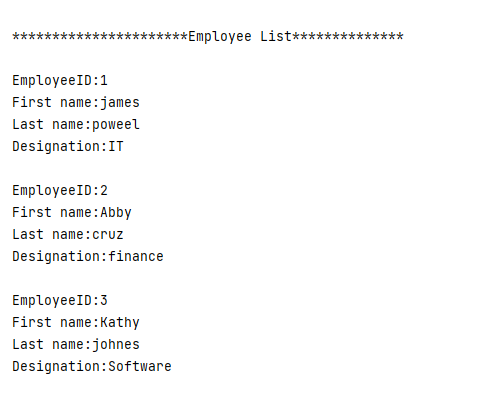 **********************Employee List**************
EmployeeID:1
First name:james
Last name:poweel
Designation:IT
EmployeeID:2
First name:Abby
Last name:cruz
Designation:finance
EmployeeID:3
First name:Kathy
Last name:johnes
Designation:Software